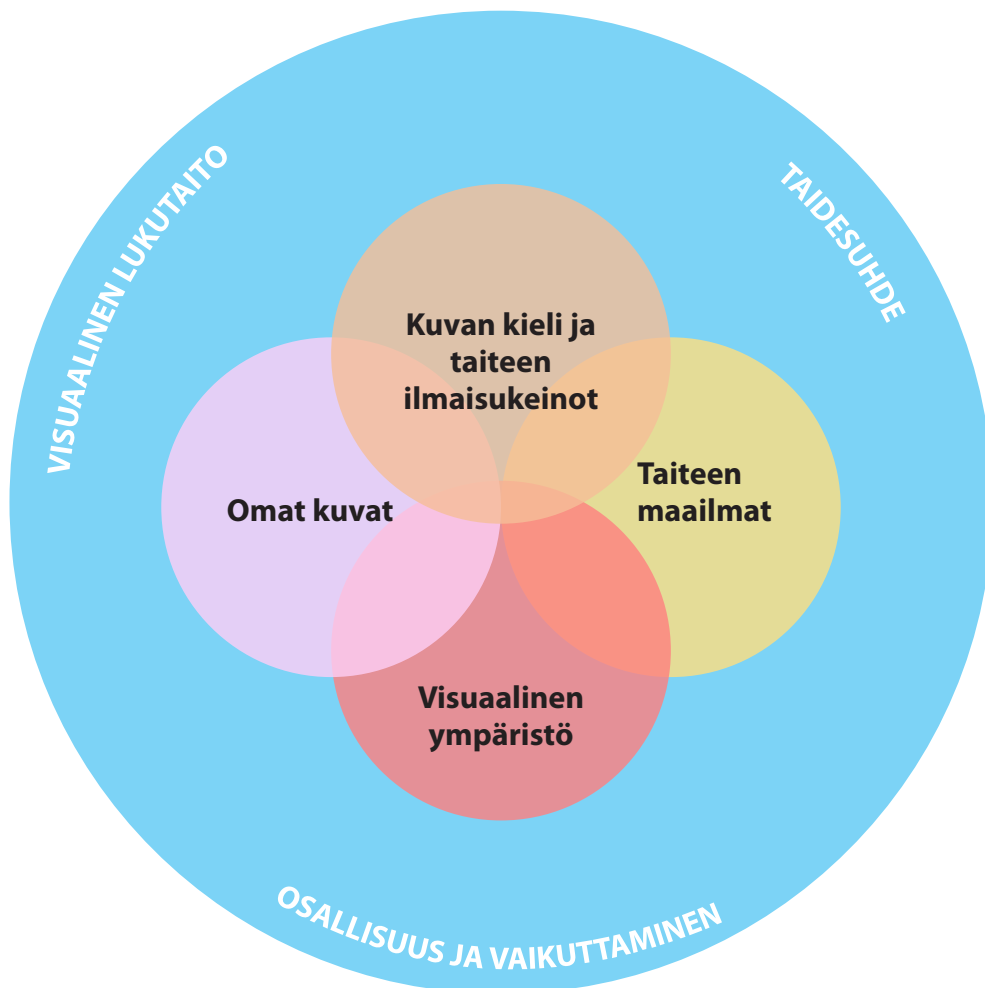 VISUAALINEN LUKUTAITO
TAIDESUHDE
Kuvan kieli ja
taiteen
ilmaisukeinot
Omat kuvat
Taiteen
maailmat
Visuaalinen
ympäristö
OSALLISUUS JA VAIKUTTAMINEN